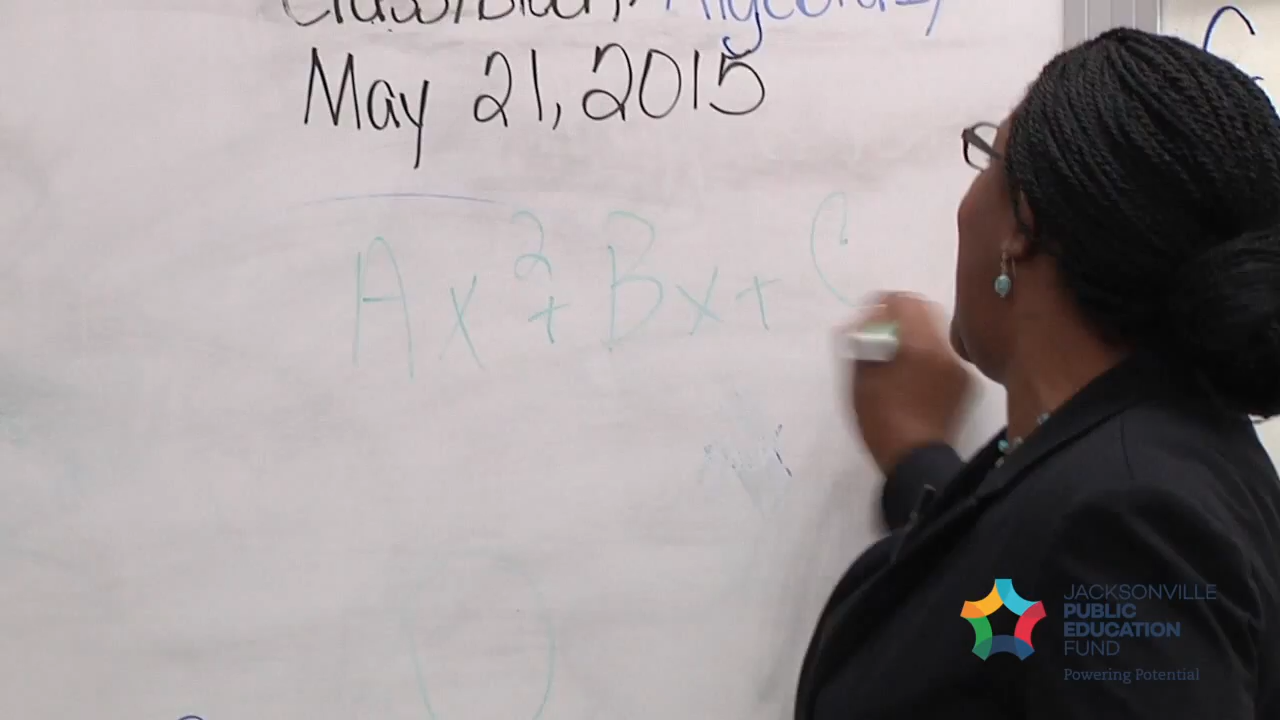 May 21, 2015
Ax²+Bx+C
JACKSONVILLE
PUBLIC
EDUCATION
FUND
Powering Potential